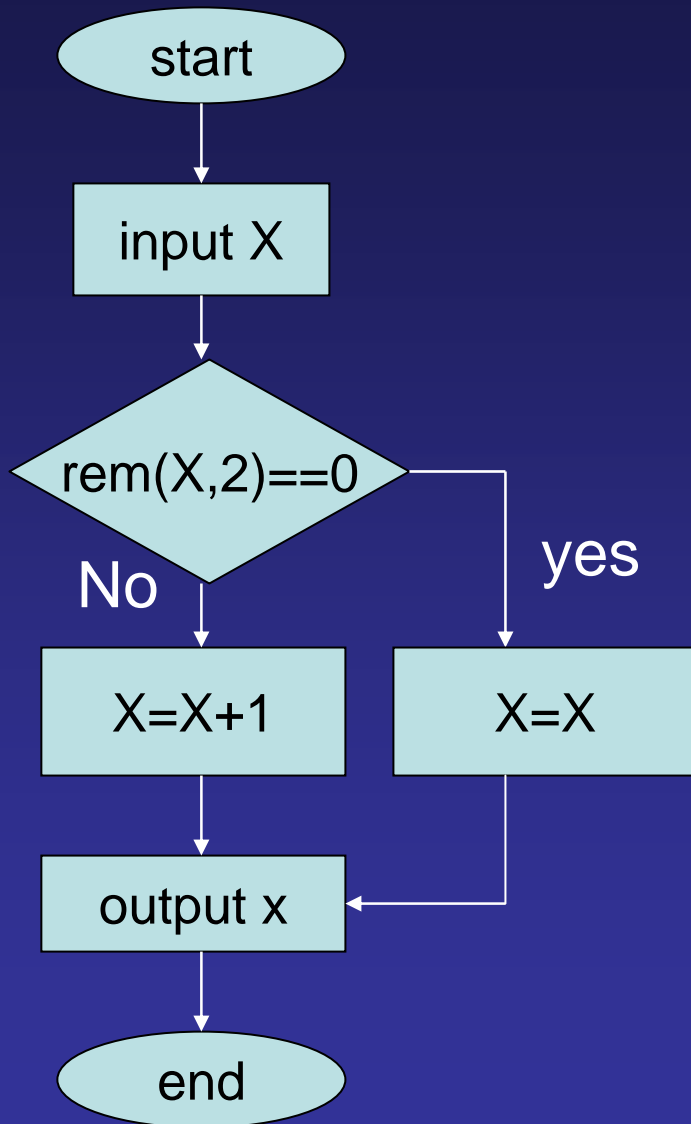 start
input X
rem(X,2)==0
No
yes
X=X+1
X=X
output x
end